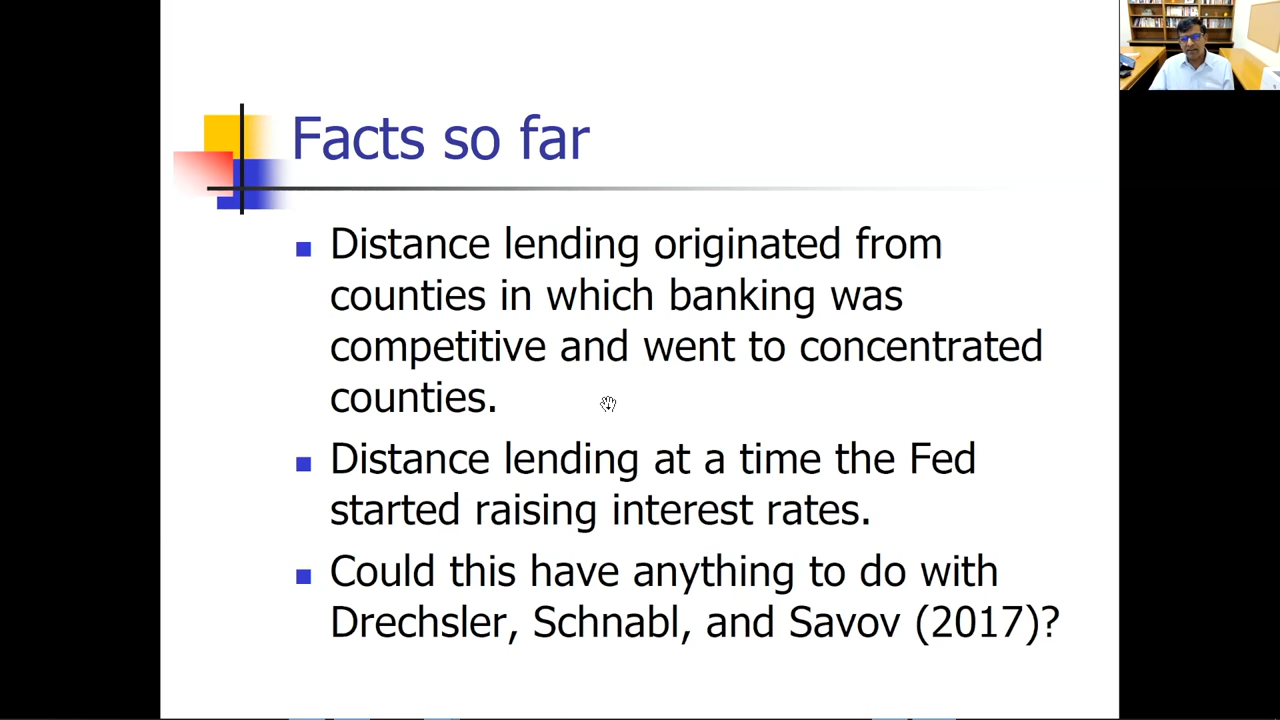 Facts so far
Distance lending originated from
counties in which banking was
competitive and went to concentrated
counties.
Distance lending at a time the Fed
started raising interest rates.
Could this have anything to do with
Drechsler, Schnabl, and Savov (2017)?